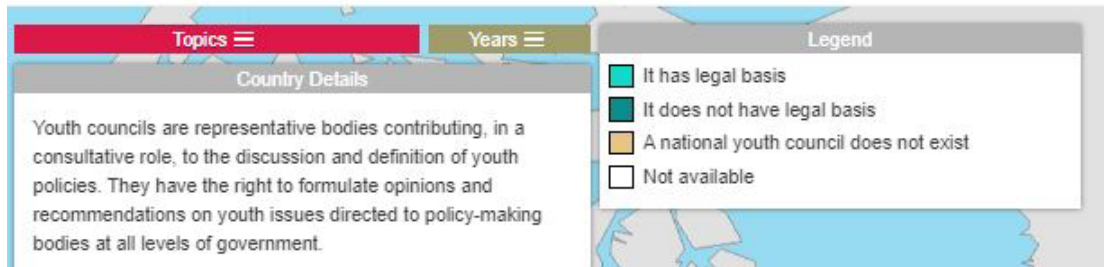 Topics
Years
Legend
Country Details
It has legal basis
It does not have legal basis
A national youth council does not exist
Not available
Youth councils are representative bodies contributing, in a
consultative role, to the discussion and definition of youth
policies. They have the right to formulate opinions and
recommendations on youth issues directed to policy-making
bodies at all levels of government.